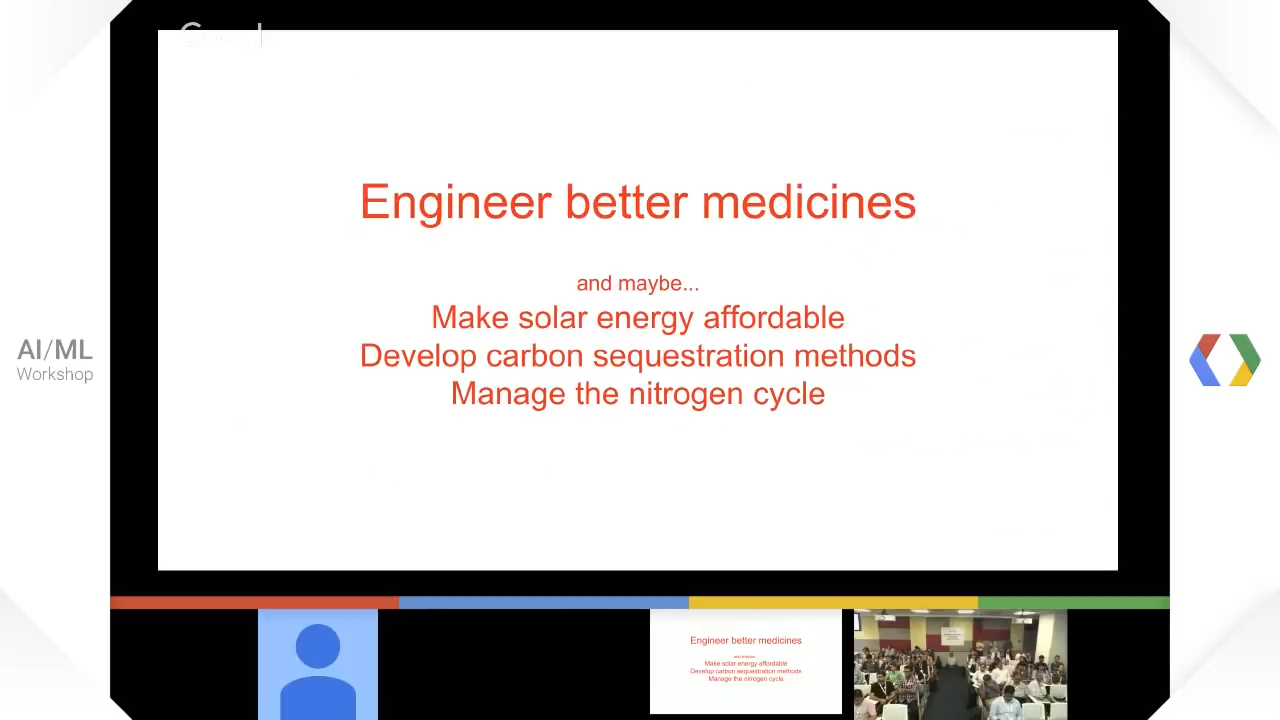 Engineer better medicines
and maybe...
Make solar energy affordable
Develop carbon sequestration methods
Manage the nitrogen cycle
AI/ML
Workshop
Engineer better medicines
and maybe...
Make solar energy affordable
Develop carbon sequestration methods
Manage the nitrogen cycle